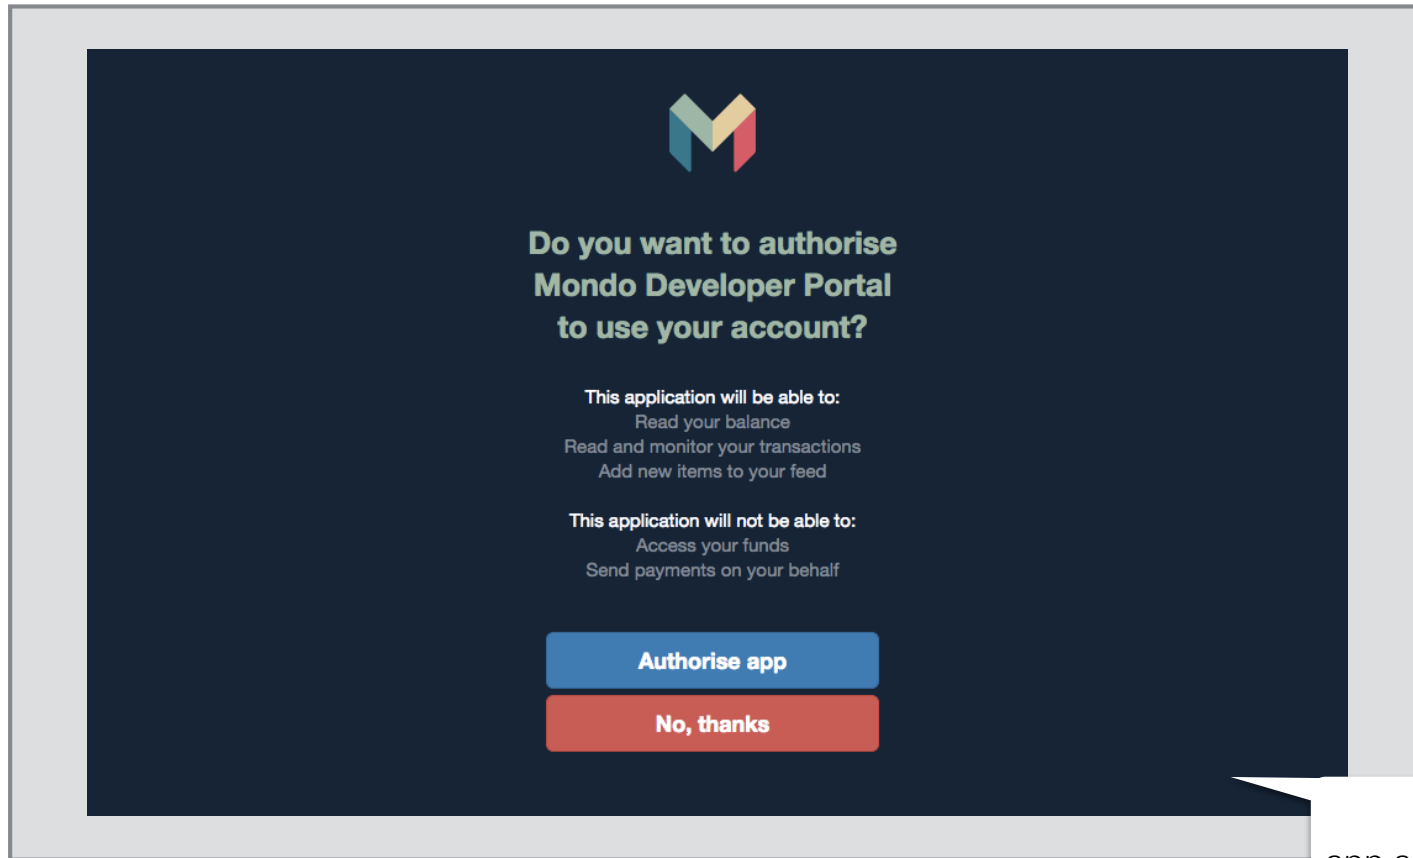 Do you want to authorise
Mondo Developer Portal
to use your account?
This application will be able to:
Read your balance
Read and monitor your transactions
Add new items to your feed
This application will not be able to:
Access your funds
Send payments on your behalf
Authorise app
No, thanks